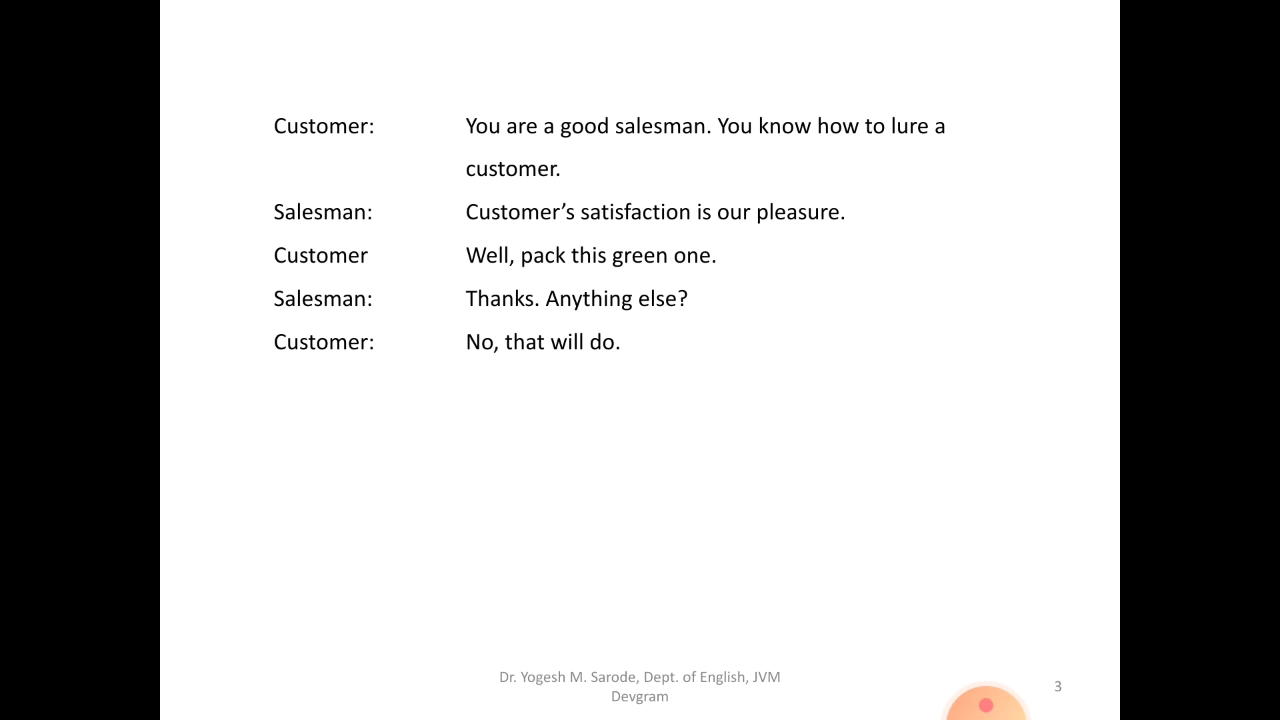 Customer: You are a good salesman. You know how to lure a
customer.
Salesman: Customer’s satisfaction is our pleasure.
Customer Well, pack this green one.
Salesman: Thanks. Anything else?
Customer: No, that will do.
Dr. Yogesh M. Sarode, Dept. of English, JVM
Devgram
3